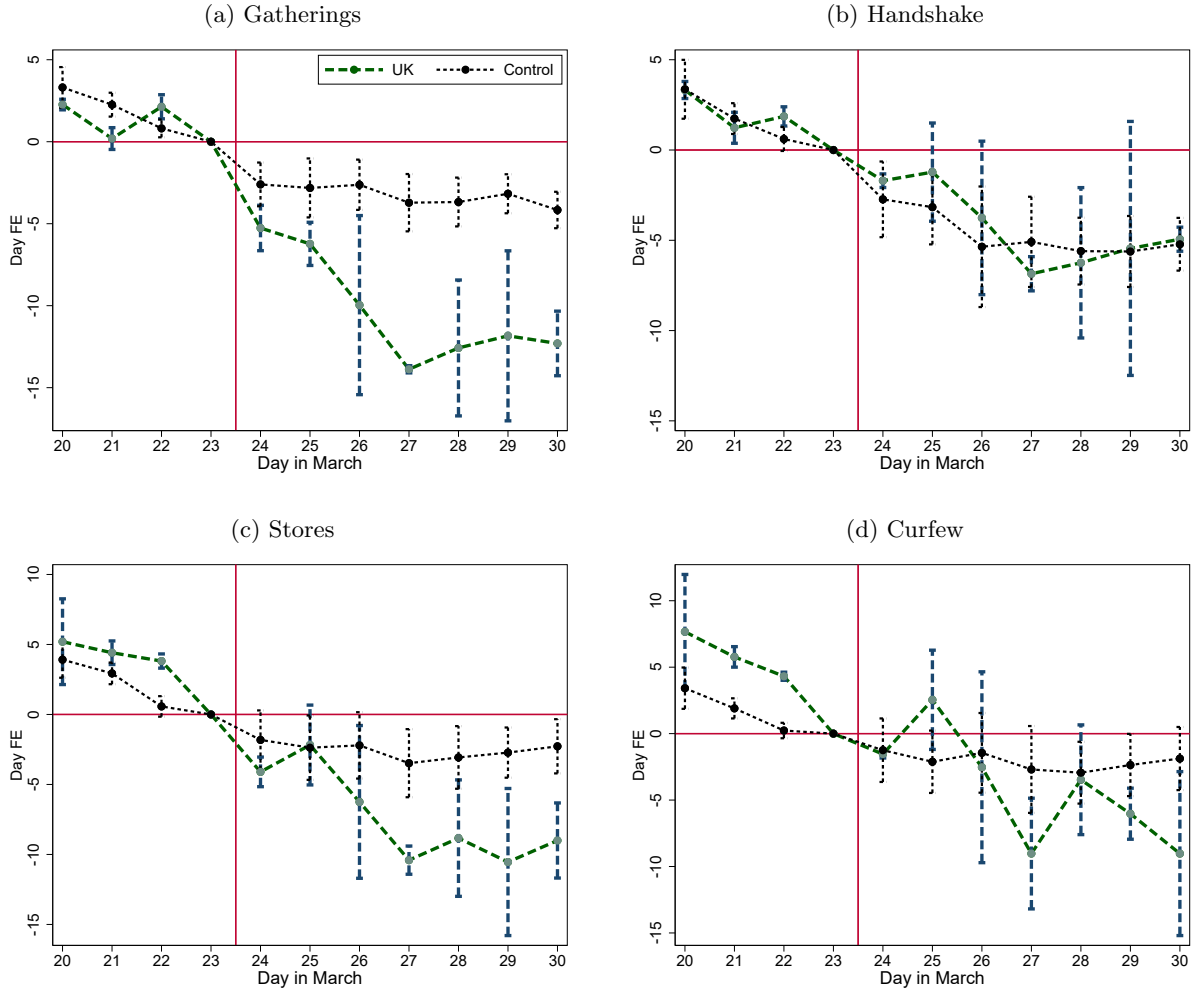 (a) Gatherings
UK Control
5
0
-5
-10
-15
Day FE
20 21 22 23 24 25 26 27 28 29 30
Day in March
(b) Handshake
5
0
-5
-10
-15
Day FE
20 21 22 23 24 25 26 27 28 29 30
Day in March
(c) Stores
10
5
0
-5
-10
-15
Day FE
20 21 22 23 24 25 26 27 28 29 30
Day in March
(d) Curfew
10
5
0
-5
-10
-15
Day FE
20 21 22 23 24 25 26 27 28 29 30
Day in March